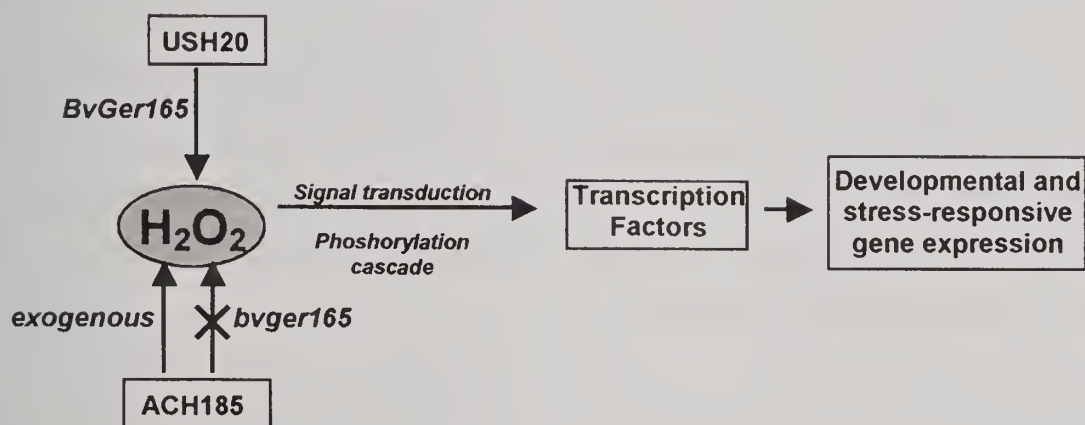 USH20
BvGer165
H₂O₂
Signal transduction
Phoshorylation
cascade
Transcription
Factors
Developmental and
stress-responsive
gene expression
exogenous
bvger165
ACH185